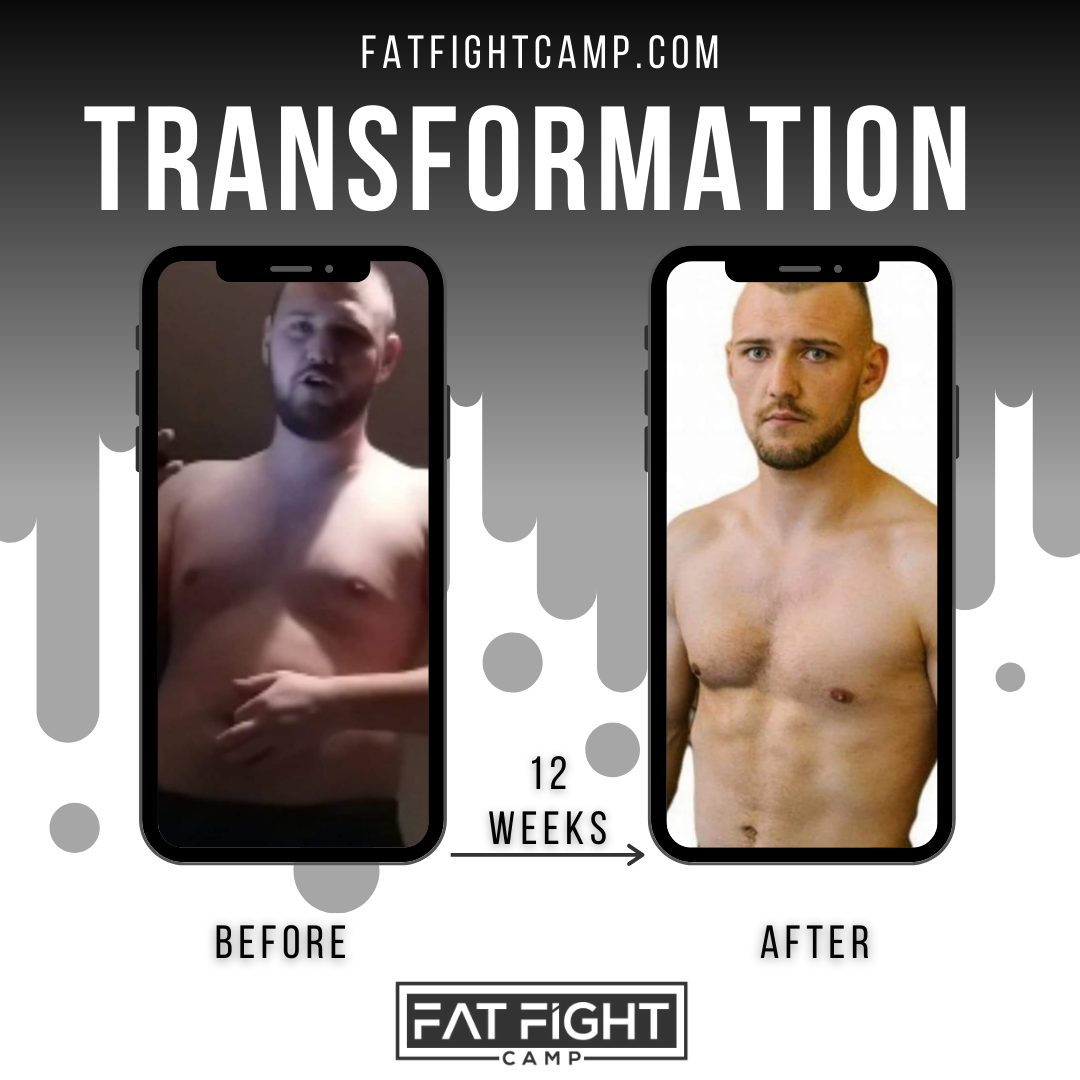 FATFIGHTCAMP.COM
TRANSFORMATION
12
WEEKS
BEFORE
AFTER
FAT FIGHT
CAMP